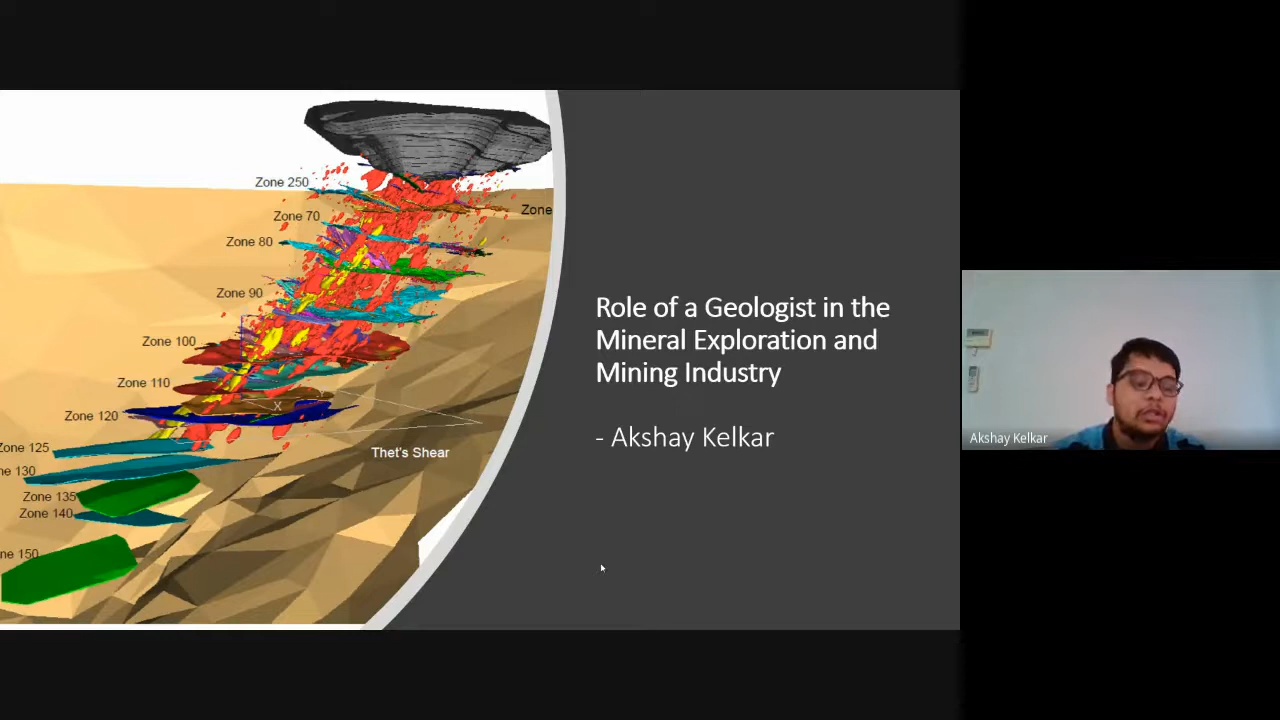 Zone 250
Zone 70
Zone
Zone 80
Zone 90
Zone 100
Zone 110
Zone 120
X
Zone 125
ne 130
Zone 135
Zone 140
ne 150
Thet's Shear
Role of a Geologist in the
Mineral Exploration and
Mining Industry
- Akshay Kelkar
Akshay Kelkar